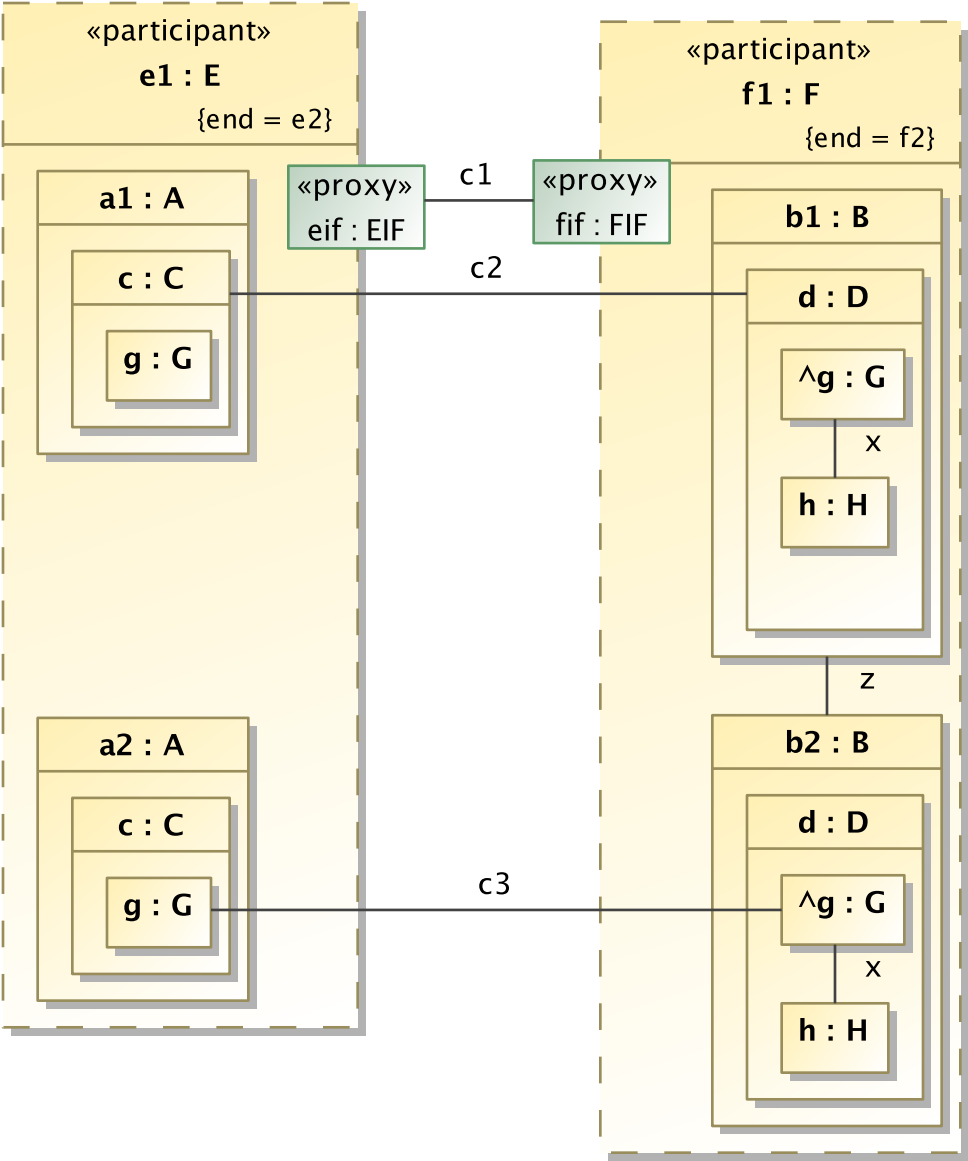 «participant»
e1 : E
{end = e2}
a1 : A
c : C
g : G
a2 : A
c : C
g : G
«proxy»
eif : EIF
c1
«proxy»
fif : FIF
c2
c3
«participant»
f1 : F
{end = f2}
b1 : B
d : D
^g : G
x
h : H
z
b2 : B
d : D
^g : G
x
h : H